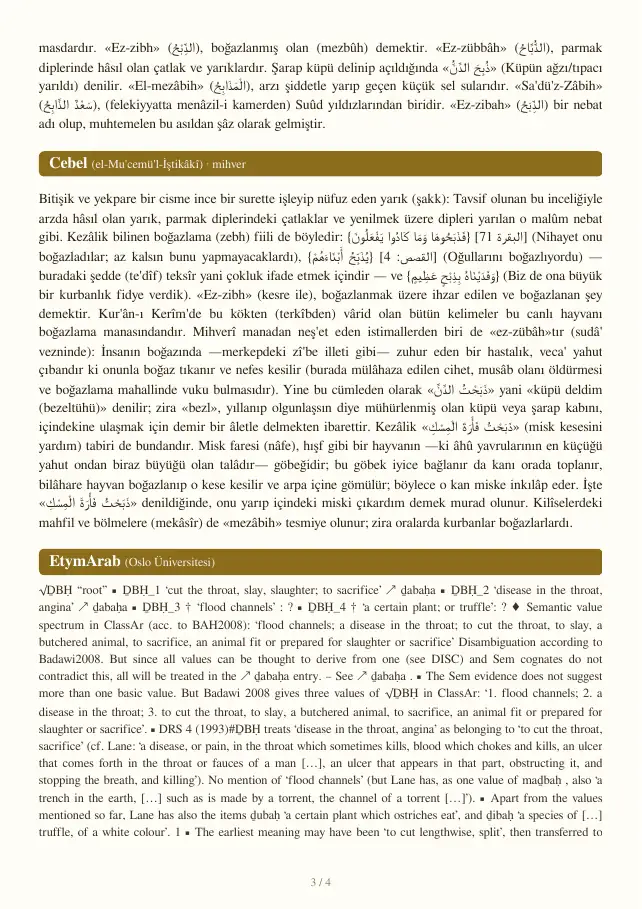 masdardır. «Ez-zibh» (الذِّبْحُ), boğazlanmış olan (mezbûh) demektir. «Ez-zübbâh» (الذُّبَّاحُ), parmak
diplerinde hâsıl olan çatlak ve yarıklardır. Şarap küpü delinip açıldığında «ذُبِحَ الدَّنُّ» (Küpün ağzı/tıpacı
yarıldı) denilir. «El-mezâbih» (الْمَذَابِحُ), arzı şiddetle yarıp geçen küçük sel sularıdır. «Sa'dü'z-Zâbih»
(سَعْدٌ الذَّابِحُ), (felekiyyatta menâzil-i kamerden) Suûd yıldızlarından biridir. «Ez-zibah» (الذِّبَحُ) bir nebat
adı olup, muhtemelen bu asıldan şâz olarak gelmiştir.
Cebel (el-Mu'cemü'l-İştikâkî) · mihver
Bitişik ve yekpare bir cisme ince bir surette işleyip nüfuz eden yarık (şakk): Tavsif olunan bu inceliğiyle
arzda hâsıl olan yarık, parmak diplerindeki çatlaklar ve yenilmek üzere dipleri yarılan o malûm nebat
gibi. Kezâlik bilinen boğazlama (zebh) fiili de böyledir: {فَذَبَحُوهَا وَمَا كَادُوا يَفْعَلُونَ} [البقرة 71] (Nihayet onu
boğazladılar; az kalsın bunu yapmayacaklardı), {يُذَبِّحُ أَبْنَاءَهُمْ} [القصص: 4] (Oğullarını boğazlıyordu) —
buradaki şedde (te'dîf) teksîr yani çokluk ifade etmek içindir — ve {وَفَدَيْنَاهُ بِذِبْحٍ عَظِيمٍ} (Biz de ona büyük
bir kurbanlık fidye verdik). «Ez-zibh» (kesre ile), boğazlanmak üzere ihzar edilen ve boğazlanan şey
demektir. Kur'ân-ı Kerîm'de bu kökten (terkîbden) vârid olan bütün kelimeler bu canlı hayvanı
boğazlama manasındandır. Mihverî manadan neş'et eden istimallerden biri de «ez-zübâh»tır (sudâ'
vezninde): İnsanın boğazında —merkepdeki zî'be illeti gibi— zuhur eden bir hastalık, veca' yahut
çıbandır ki onunla boğaz tıkanır ve nefes kesilir (burada mülâhaza edilen cihet, musâb olanı öldürmesi
ve boğazlama mahallinde vuku bulmasıdır). Yine bu cümleden olarak «ذَبَحْتُ الدَّنَّ» yani «küpü deldim
(bezeltühü)» denilir; zira «bezl», yıllanıp olgunlaşsın diye mühürlenmiş olan küpü veya şarap kabını,
içindekine ulaşmak için demir bir âletle delmekten ibarettir. Kezâlik «ذَبَحْتُ فَأْرَةَ الْمِسْكِ» (misk kesesini
yardım) tabiri de bundandır. Misk faresi (nâfe), hışf gibi bir hayvanın —ki âhû yavrularının en küçüğü
yahut ondan biraz büyüğü olan talâdır— göbeğidir; bu göbek iyice bağlanır da kanı orada toplanır,
bilâhare hayvan boğazlanıp o kese kesilir ve arpa içine gömülür; böylece o kan miske inkılâp eder. İşte
«ذَبَحْتُ فَأْرَةَ الْمِسْكِ» denildiğinde, onu yarıp içindeki miski çıkardım demek murad olunur. Kilîselerdeki
mahfil ve bölmelere (mekâsîr) de «mezâbih» tesmiye olunur; zira oralarda kurbanlar boğazlarlardı.
EtymArab (Oslo Üniversitesi)
√ḎBḤ “root” ▪ ḎBḤ_1 ‘cut the throat, slay, slaughter; to sacrifice’ ↗ ḏabaḥa ▪ ḎBḤ_2 ‘disease in the throat,
angina’ ↗ ḏabaḥa ▪ ḎBḤ_3 † ‘flood channels’ : ? ▪ ḎBḤ_4 † ‘a certain plant; or truffle’: ? ♦ Semantic value
spectrum in ClassAr (acc. to BAH2008): ‘flood channels; a disease in the throat; to cut the throat, to slay, a
butchered animal, to sacrifice, an animal fit or prepared for slaughter or sacrifice’ Disambiguation according to
Badawi2008. But since all values can be thought to derive from one (see DISC) and Sem cognates do not
contradict this, all will be treated in the ↗ ḏabaḥa entry. – See ↗ ḏabaḥa . ▪ The Sem evidence does not suggest
more than one basic value. But Badawi 2008 gives three values of √ḎBḤ in ClassAr: ‘1. flood channels; 2. a
disease in the throat; 3. to cut the throat, to slay, a butchered animal, to sacrifice, an animal fit or prepared for
slaughter or sacrifice’. ▪ DRS 4 (1993)#ḎBḤ treats ‘disease in the throat, angina’ as belonging to ‘to cut the throat,
sacrifice’ (cf. Lane: ‘a disease, or pain, in the throat which sometimes kills, blood which chokes and kills, an ulcer
that comes forth in the throat or fauces of a man […], an ulcer that appears in that part, obstructing it, and
stopping the breath, and killing’). No mention of ‘flood channels’ (but Lane has, as one value of maḏbaḥ , also ‘a
trench in the earth, […] such as is made by a torrent, the channel of a torrent […]’). ▪ Apart from the values
mentioned so far, Lane has also the items ḏubaḥ ‘a certain plant which ostriches eat’, and ḏibaḥ ‘a species of […]
truffle, of a white colour’. 1 ▪ The earliest meaning may have been ‘to cut lengthwise, split’, then transferred to
3 / 4